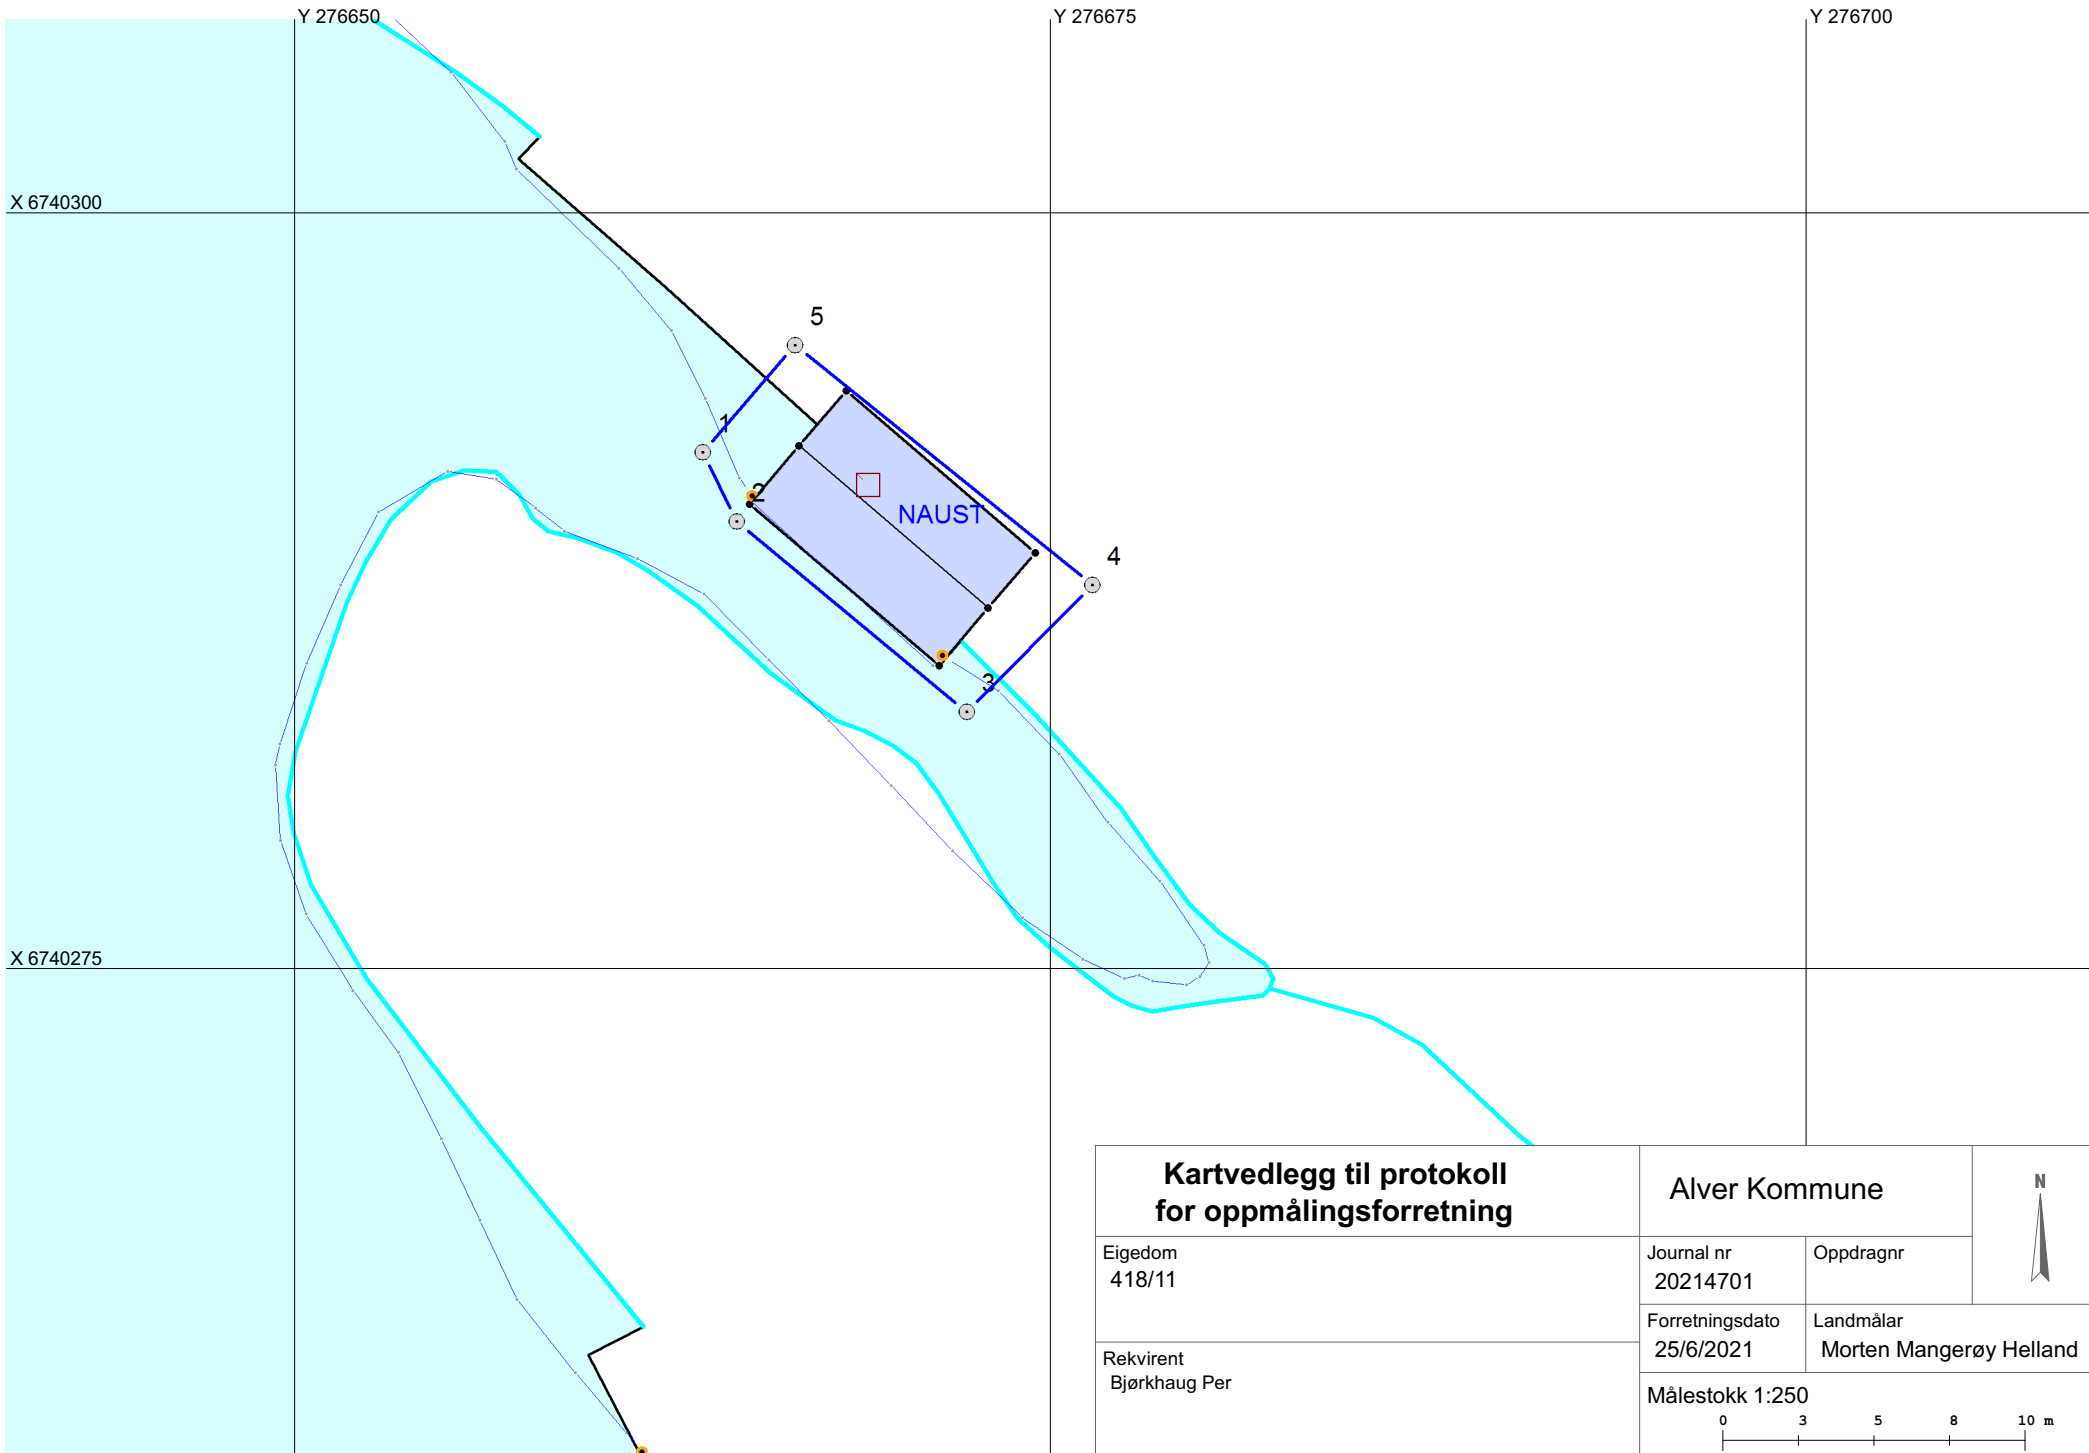 Y 276650
Y 276675
Y 276700
X 6740300
5
1
2
NAUST
4
3
X 6740275
Kartvedlegg til protokoll
for oppmålingsforretning
Alver Kommune
N
Eigedom
418/11
Journal nr
20214701
Oppdragnr
Forretningsdato
25/6/2021
Landmålar
Morten Mangerøy Helland
Rekvirent
Bjørkhaug Per
Målestokk 1:250
0 3 5 8 10 m